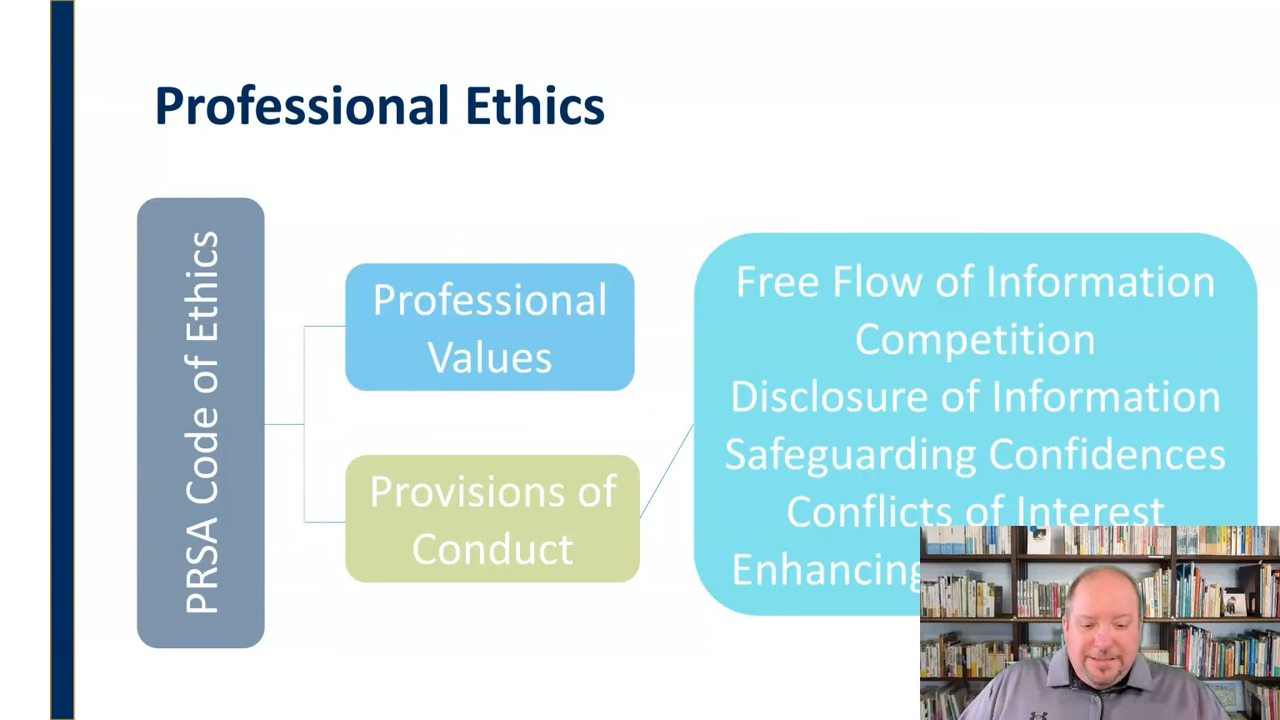 Professional Ethics
PRSA Code of Ethics
Professional
Values
Provisions of
Conduct
Free Flow of Information
Competition
Disclosure of Information
Safeguarding Confidences
Conflicts of Interest
Enhancing